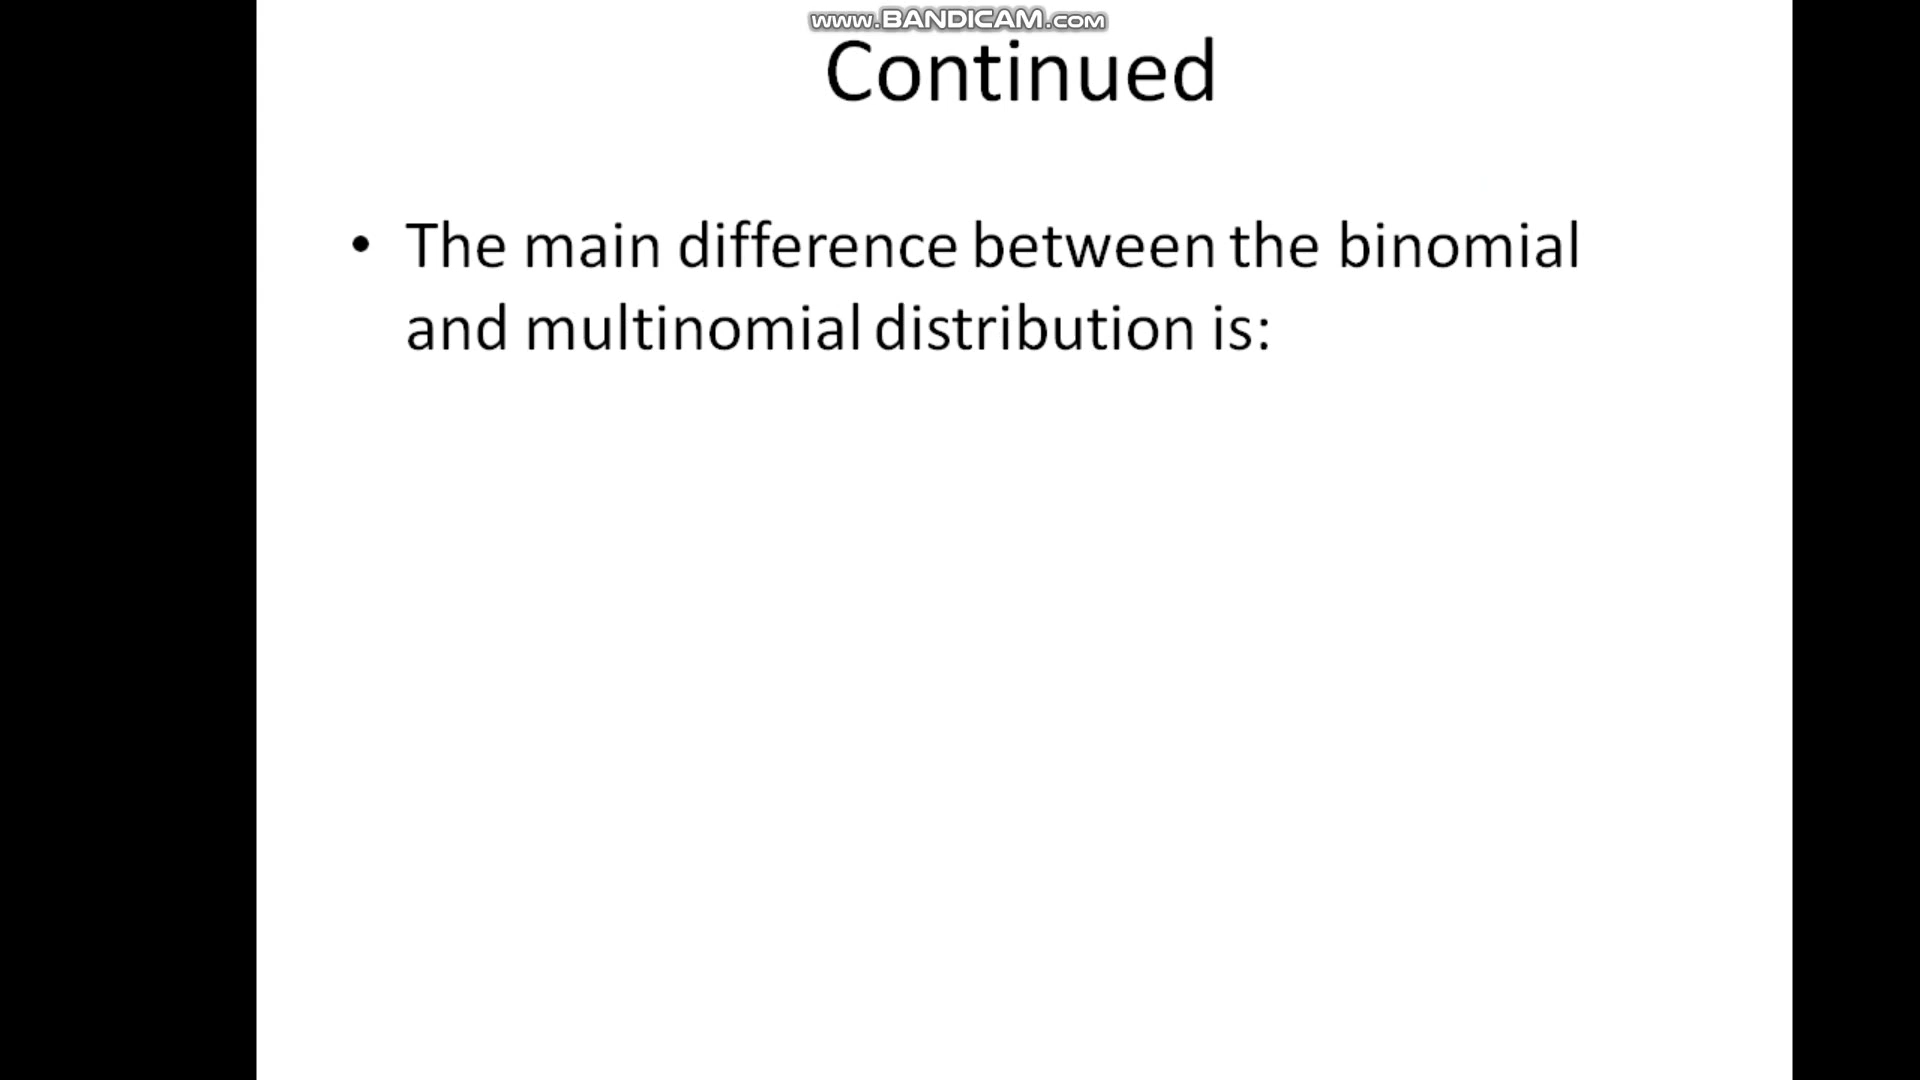 www.BANDICAM.com
Continued
• The main difference between the binomial
and multinomial distribution is: